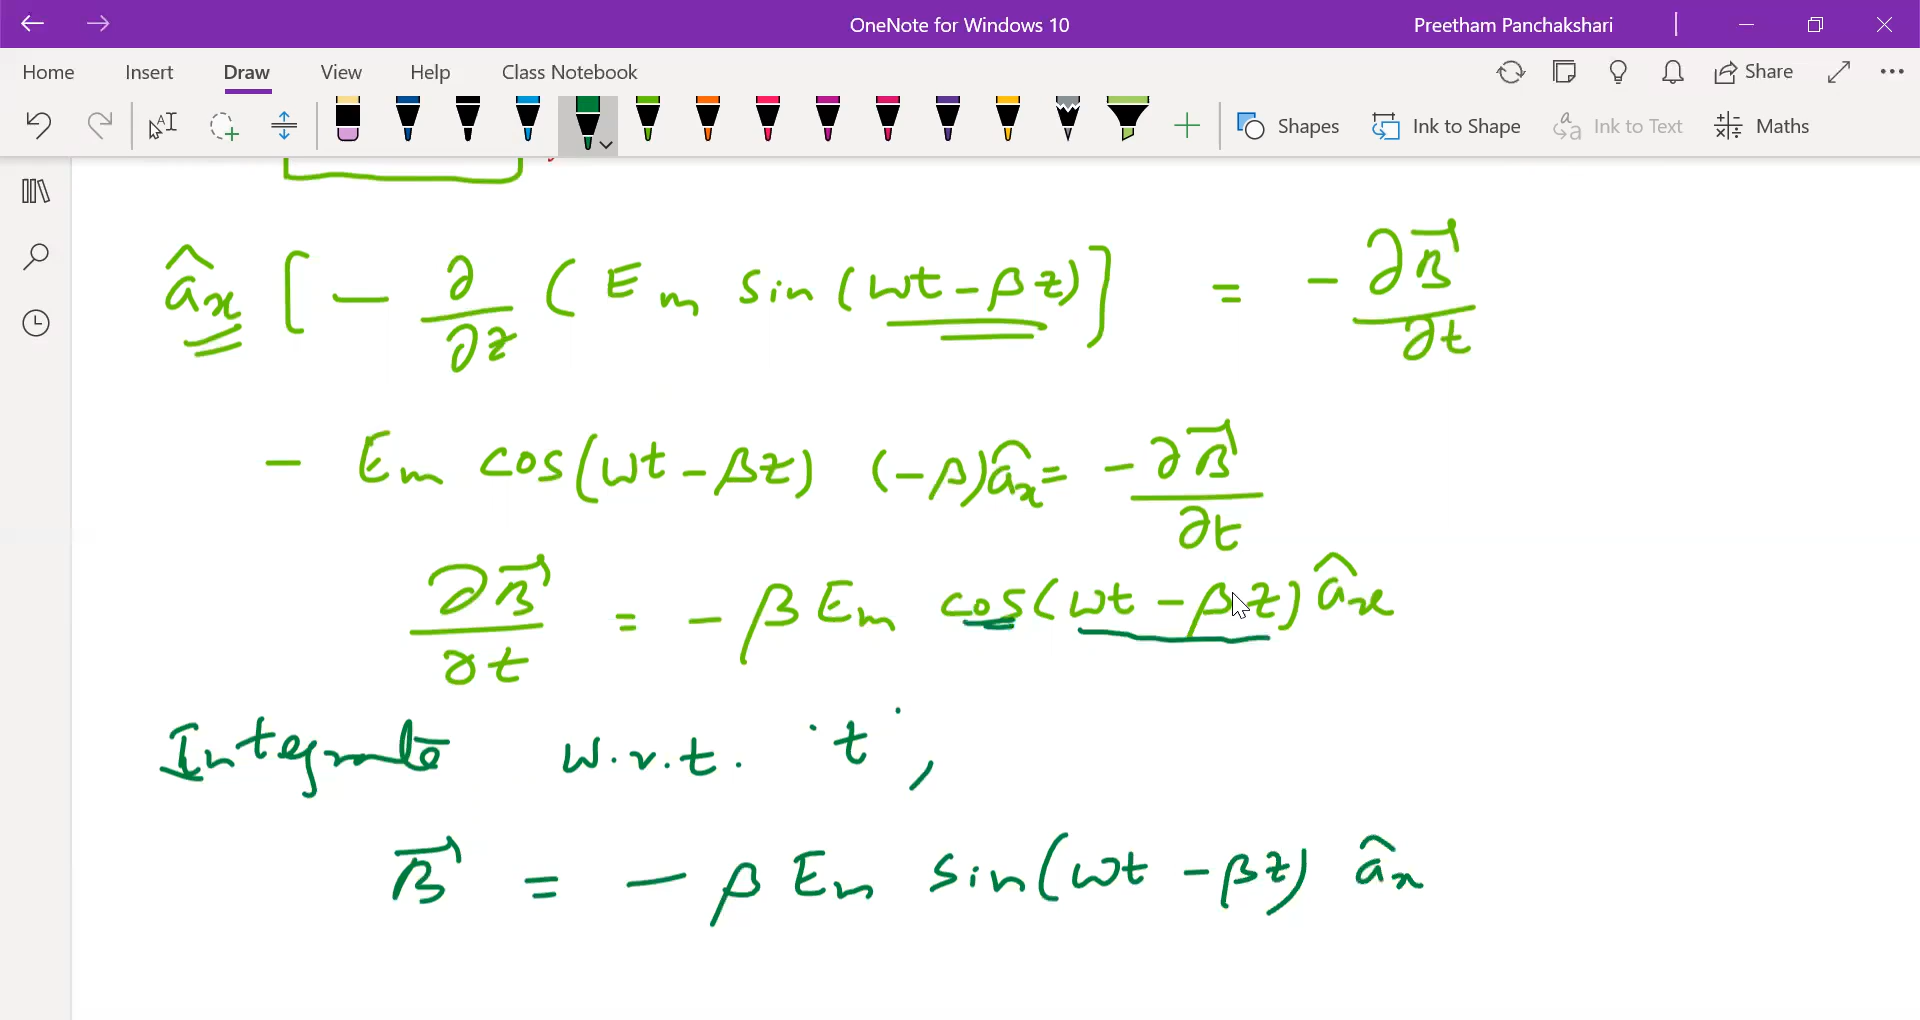 OneNote for Windows 10
Preetham Panchakshari
Home Insert Draw View Help Class Notebook Share
Shapes Ink to Shape Ink to Text Maths
âx [ - ∂/∂z ( Em sin(ωt-βz) ] = - ∂B⃗/∂t
- Em cos(ωt-βz) (-β)âx = - ∂B⃗/∂t
∂B⃗/∂t = - β Em cos(ωt-βz) âx
Integrate w.r.t. 't',
B⃗ = - β Em sin(ωt-βz) âx